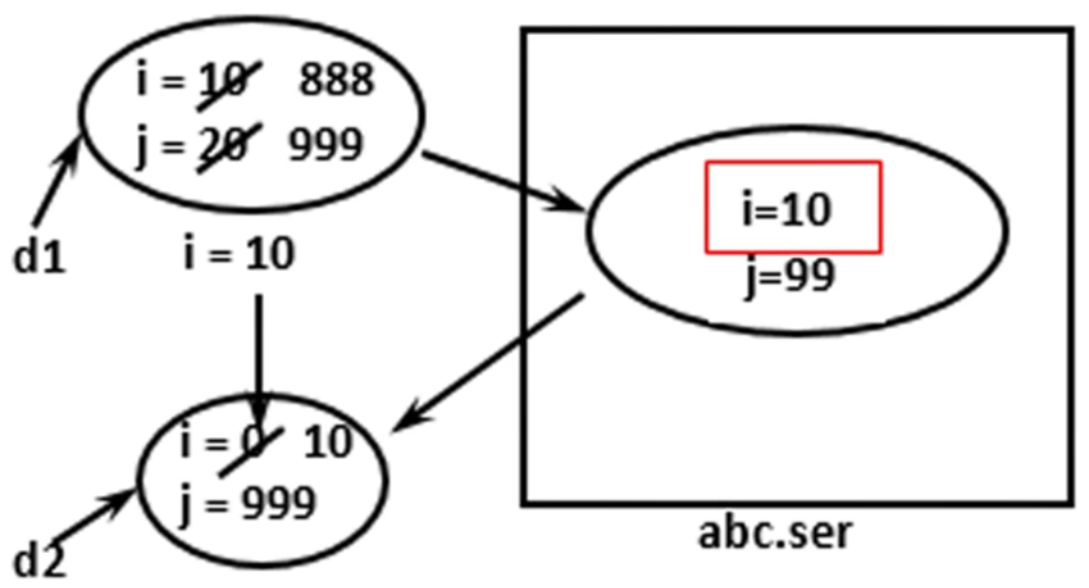 i = 10 888
j = 20 999
d1
i = 10
i=10
j=99
i = 0 10
j = 999
d2
abc.ser